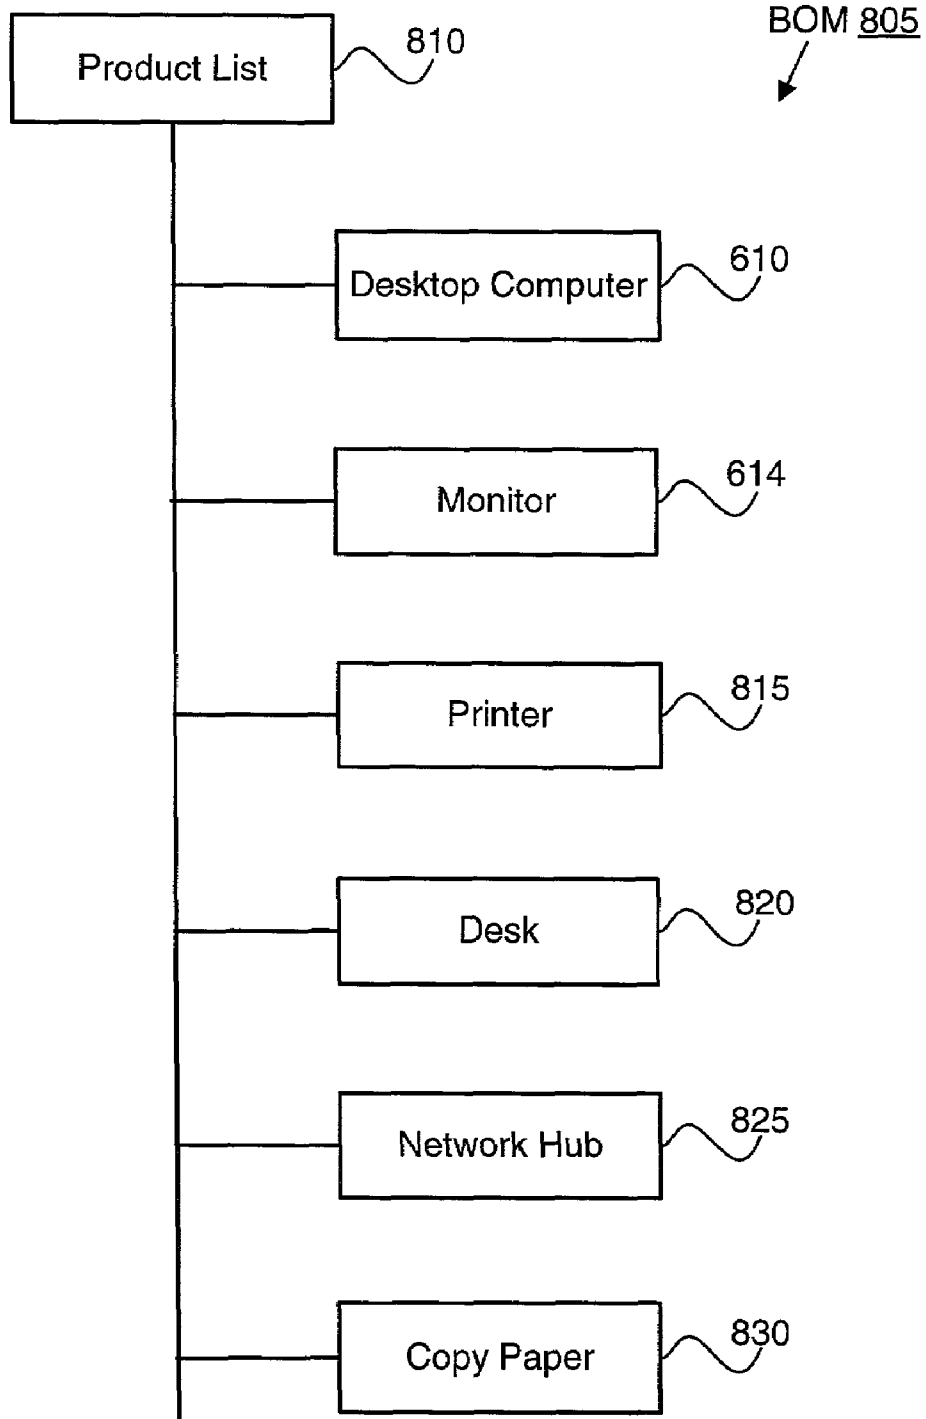 BOM 805
Product List 810
Desktop Computer 610
Monitor 614
Printer 815
Desk 820
Network Hub 825
Copy Paper 830